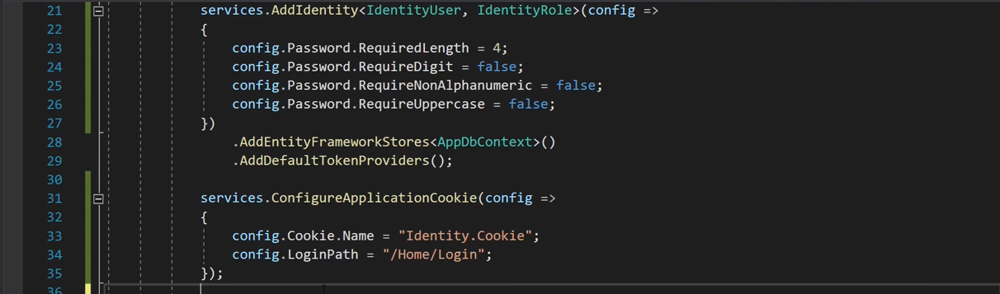 21 services.AddIdentity<IdentityUser, IdentityRole>(config =>
22 {
23 config.Password.RequiredLength = 4;
24 config.Password.RequireDigit = false;
25 config.Password.RequireNonAlphanumeric = false;
26 config.Password.RequireUppercase = false;
27 })
28 .AddEntityFrameworkStores<AppDbContext>()
29 .AddDefaultTokenProviders();
30
31 services.ConfigureApplicationCookie(config =>
32 {
33 config.Cookie.Name = "Identity.Cookie";
34 config.LoginPath = "/Home/Login";
35 });
36